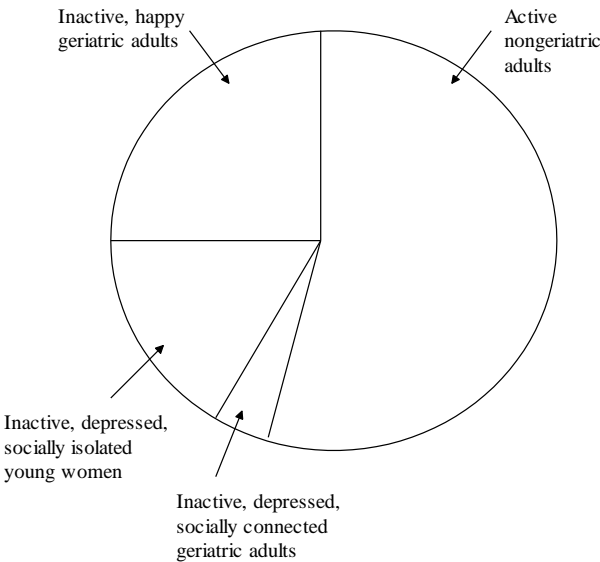 Inactive, happy
geriatric adults
Active
nongeriatric
adults
Inactive, depressed,
socially isolated
young women
Inactive, depressed,
socially connected
geriatric adults